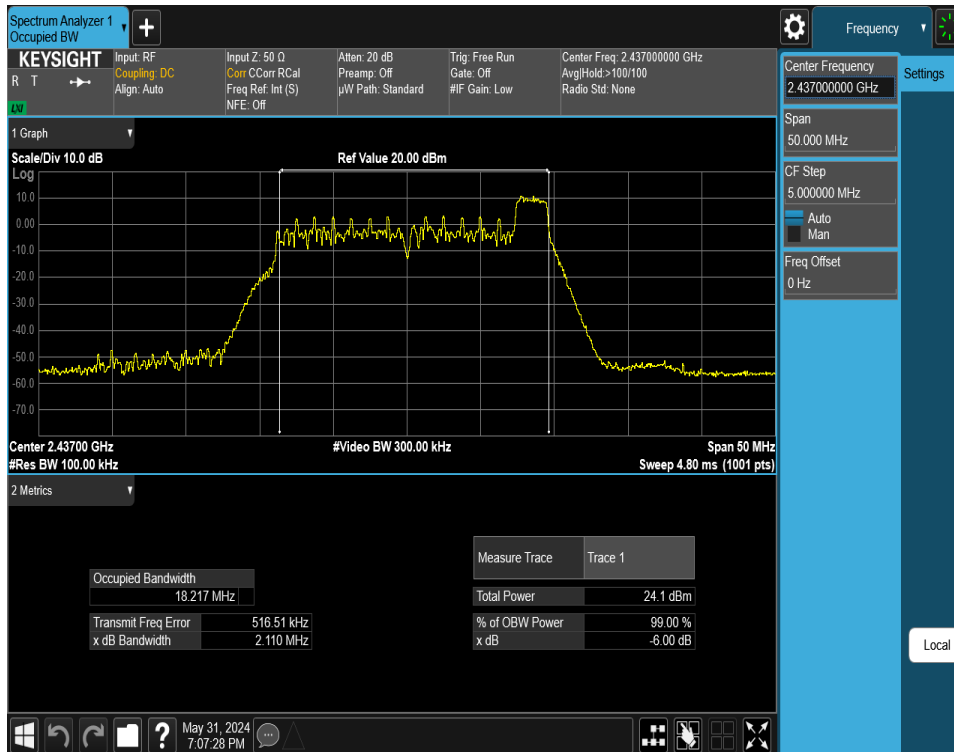 Spectrum Analyzer 1
Occupied BW
+
Frequency
KEYSIGHT
R T
LXI
Input: RF
Coupling: DC
Align: Auto
Input Z: 50 Ω
Corr CCorr RCal
Freq Ref: Int (S)
NFE: Off
Atten: 20 dB
Preamp: Off
µW Path: Standard
Trig: Free Run
Gate: Off
#IF Gain: Low
Center Freq: 2.437000000 GHz
Avg|Hold:>100/100
Radio Std: None
Center Frequency
2.437000000 GHz
Settings
Span
50.000 MHz
CF Step
5.000000 MHz
Auto
Man
Freq Offset
0 Hz
Local
1 Graph
Scale/Div 10.0 dB
Ref Value 20.00 dBm
Log
10.0
0.00
-10.0
-20.0
-30.0
-40.0
-50.0
-60.0
-70.0
Center 2.43700 GHz
#Video BW 300.00 kHz
Span 50 MHz
#Res BW 100.00 kHz
Sweep 4.80 ms (1001 pts)
2 Metrics
Occupied Bandwidth
18.217 MHz
Transmit Freq Error 516.51 kHz
x dB Bandwidth 2.110 MHz
Measure Trace Trace 1
Total Power 24.1 dBm
% of OBW Power 99.00 %
x dB -6.00 dB
?
May 31, 2024
7:07:28 PM